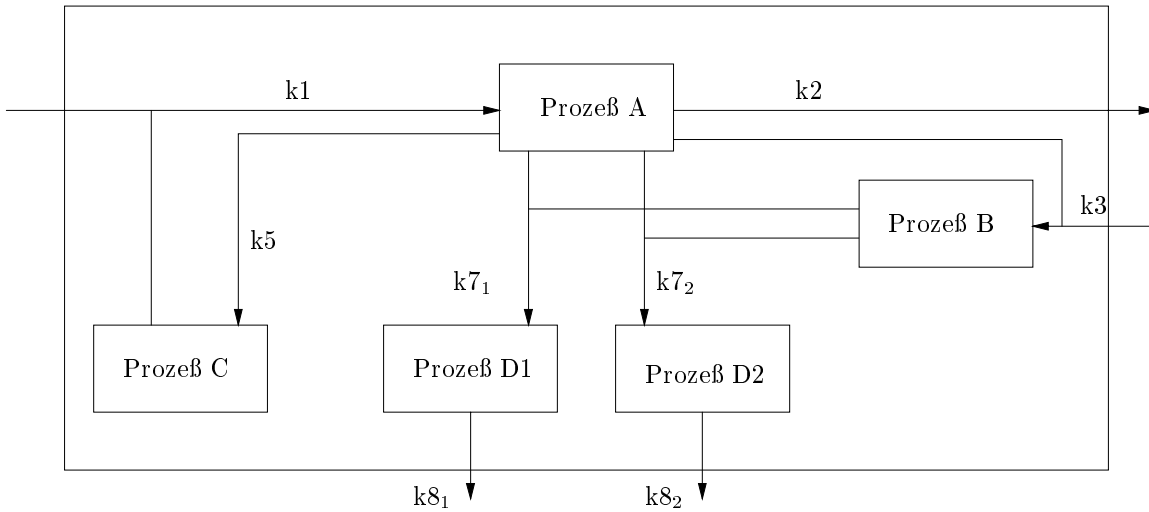 k1
Prozeß A
k2
k3
Prozeß B
k5
k7₁
k7₂
Prozeß C
Prozeß D1
Prozeß D2
k8₁
k8₂